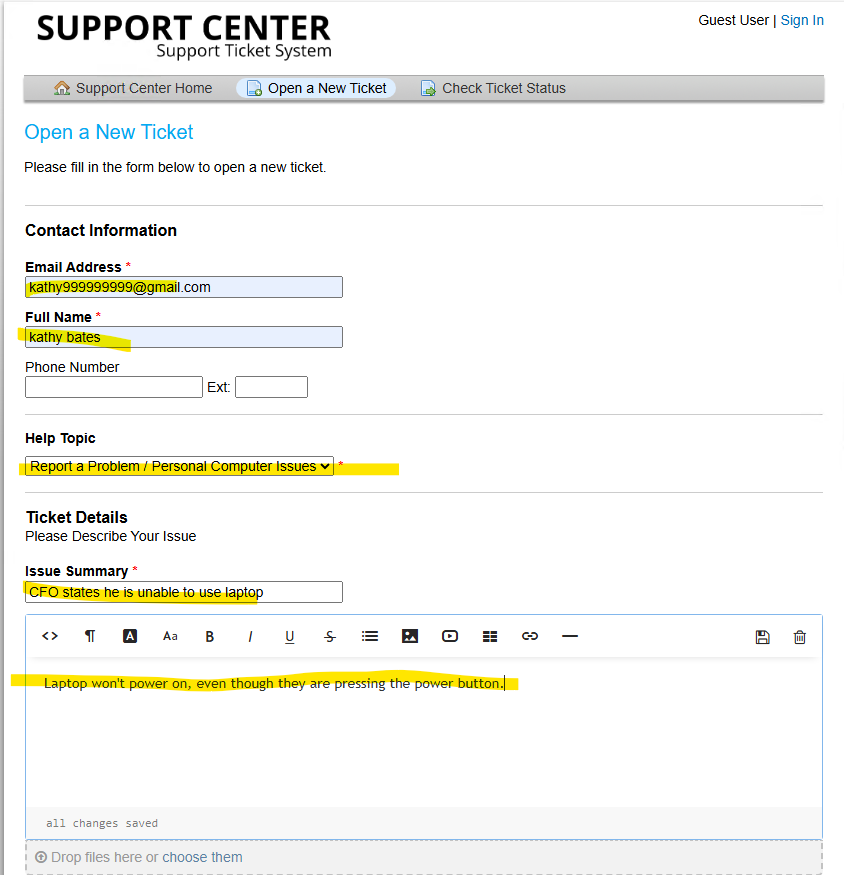 SUPPORT CENTER
Support Ticket System
Guest User | Sign In
Support Center Home Open a New Ticket Check Ticket Status
Open a New Ticket
Please fill in the form below to open a new ticket.
Contact Information
Email Address *
kathy999999999@gmail.com
Full Name *
kathy bates
Phone Number
Ext:
Help Topic
Report a Problem / Personal Computer Issues *
Ticket Details
Please Describe Your Issue
Issue Summary *
CFO states he is unable to use laptop
<> ¶ A Aa B I U S
Laptop won't power on, even though they are pressing the power button.
all changes saved
Drop files here or choose them